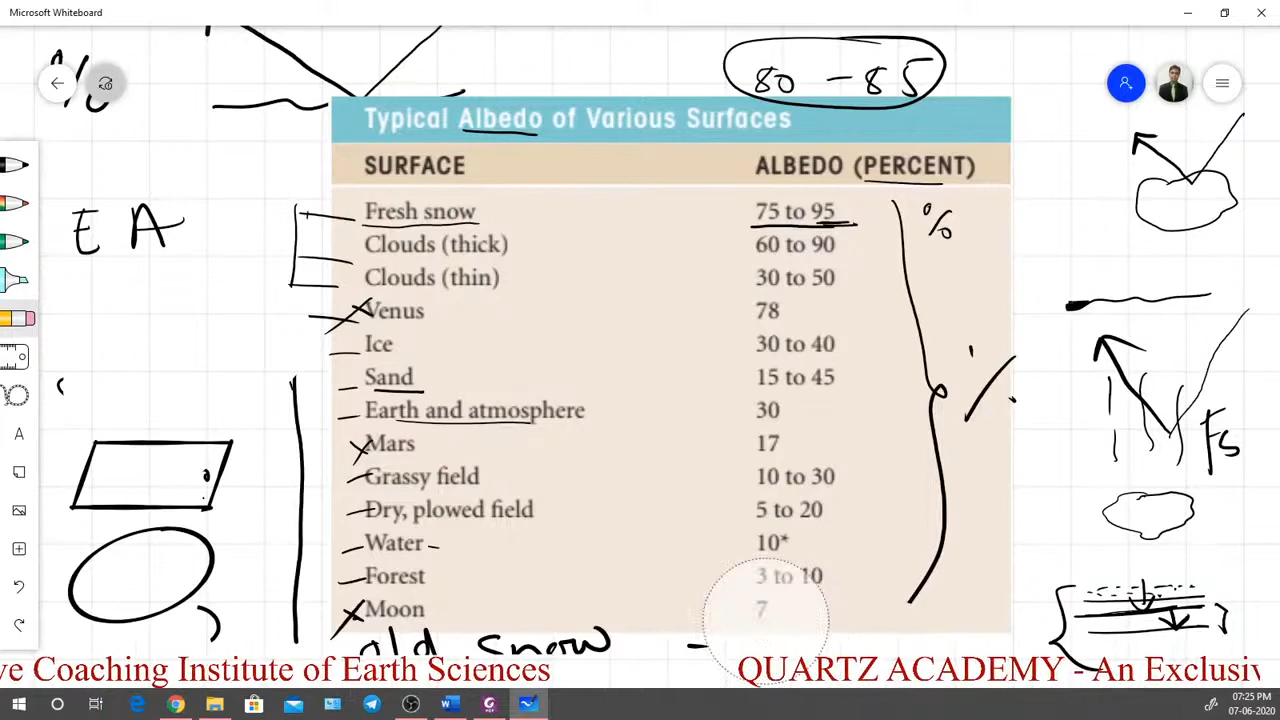 Microsoft Whiteboard
%
80 - 85
Typical Albedo of Various Surfaces
SURFACE ALBEDO (PERCENT)
Fresh snow 75 to 95
%
Clouds (thick) 60 to 90
Clouds (thin) 30 to 50
Venus 78
Ice 30 to 40
Sand 15 to 45
Earth and atmosphere 30
Mars 17
Grassy field 10 to 30
Dry, plowed field 5 to 20
Water 10*
Forest 3 to 10
Moon 7
old snow -
E A
%
FS
A
ve Coaching Institute of Earth Sciences QUARTZ ACADEMY - An Exclusiv
07:25 PM
07-06-2020